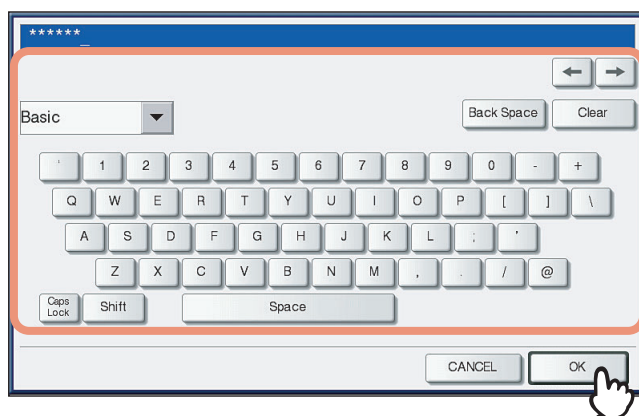 ******_
Basic
Back Space Clear
' 1 2 3 4 5 6 7 8 9 0 - +
Q W E R T Y U I O P [ ] \
A S D F G H J K L ; '
Z X C V B N M , . / @
Caps Lock Shift Space
CANCEL OK